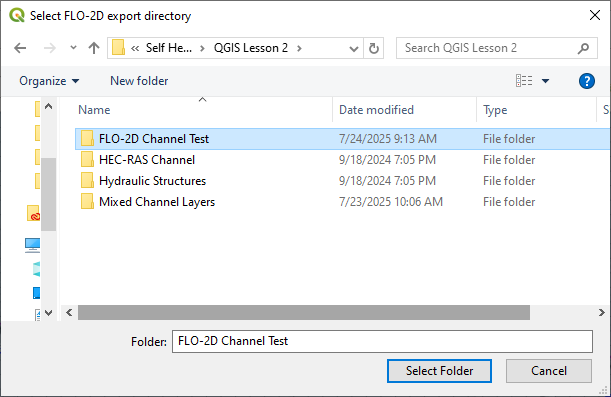 Select FLO-2D export directory
« Self He... > QGIS Lesson 2 >
Search QGIS Lesson 2
Organize
New folder
?
Name Date modified Type S
FLO-2D Channel Test 7/24/2025 9:13 AM File folder
HEC-RAS Channel 9/18/2024 7:05 PM File folder
Hydraulic Structures 9/18/2024 7:05 PM File folder
Mixed Channel Layers 7/23/2025 10:06 AM File folder
Folder: FLO-2D Channel Test
Select Folder Cancel